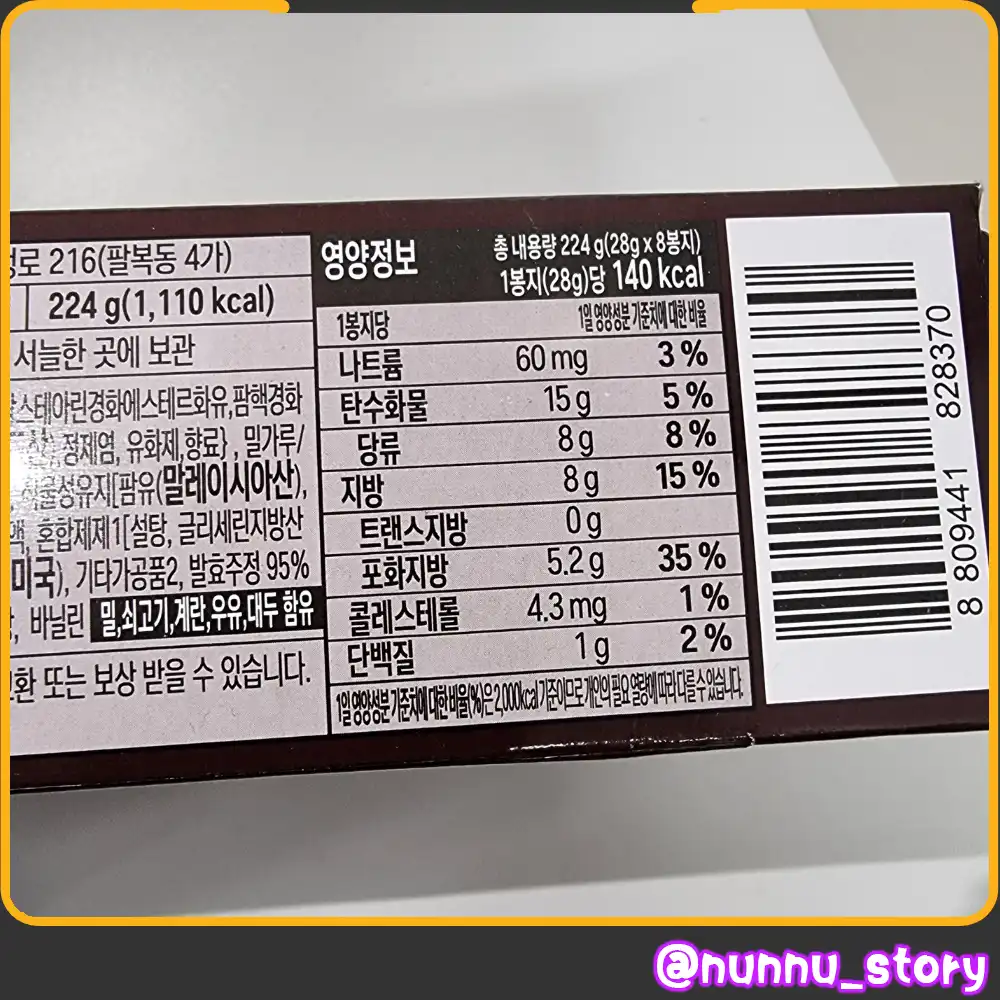 216(팔복동 4가)
224 g(1,110 kcal)
서늘한 곳에 보관
스테아린경화에스테르화유,팜핵경화
정제염, 유화제,향료}, 밀가루/
식물성유지[팜유(말레이시아산),
혼합제제1[설탕, 글리세린지방산
미국), 기타가공품2, 발효주정 95%
바닐린 밀,쇠고기,계란,우유,대두 함유
또는 보상 받을 수 있습니다.
영양정보
총 내용량 224 g(28g x 8봉지)
1봉지(28g)당 140 kcal
1봉지당 1일 영양성분 기준치에 대한 비율
나트륨 60 mg 3 %
탄수화물 15 g 5 %
당류 8 g 8 %
지방 8 g 15 %
트랜스지방 0 g
포화지방 5.2 g 35 %
콜레스테롤 4.3 mg 1 %
단백질 1 g 2 %
1일 영양성분 기준치에 대한 비율(%)은 2,000kcal 기준이므로 개인의 필요 열량에 따라 다를 수 있습니다.
8 809441 828370
@nunnu_story